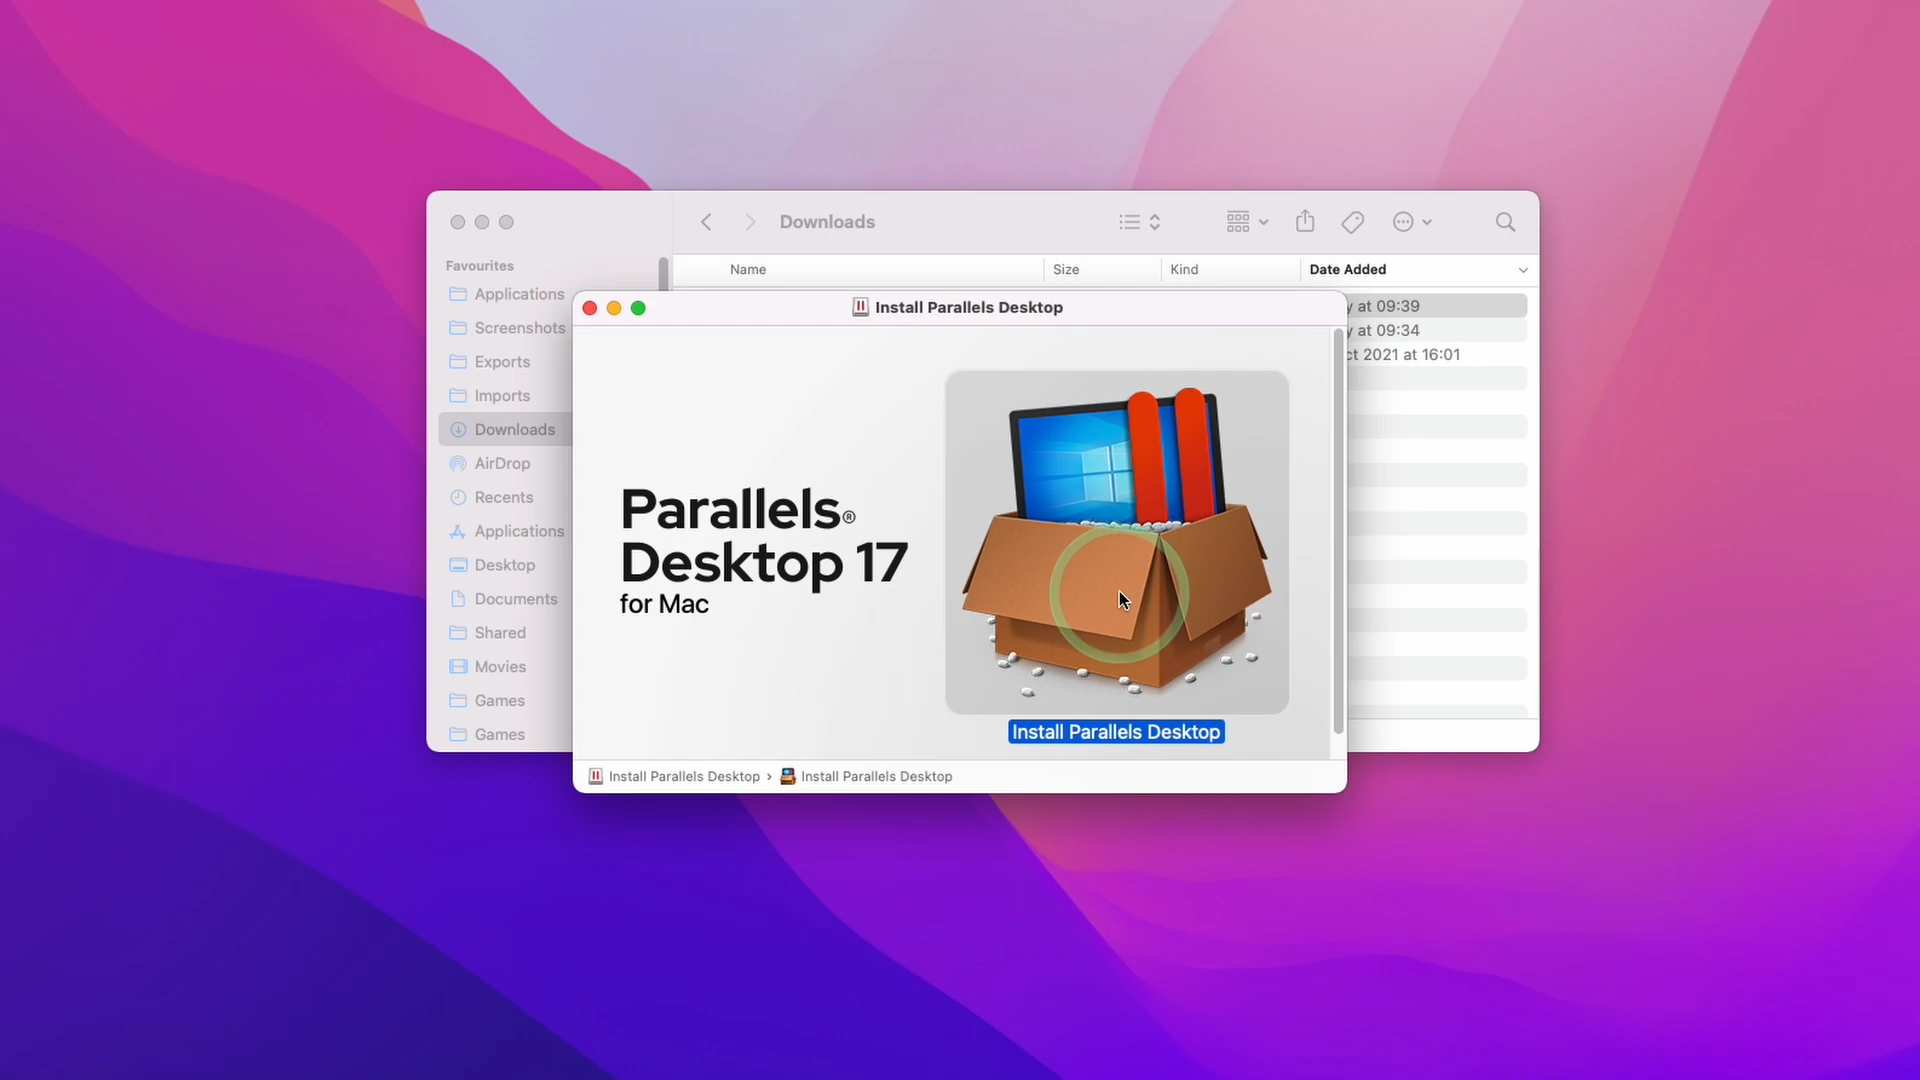 Downloads
Favourites
Name
Size
Kind
Date Added
Applications
Screenshots
Exports
Imports
Downloads
AirDrop
Recents
Applications
Desktop
Documents
Shared
Movies
Games
Games
y at 09:39
y at 09:34
ct 2021 at 16:01
Install Parallels Desktop
Parallels®
Desktop 17
for Mac
Install Parallels Desktop
Install Parallels Desktop › Install Parallels Desktop